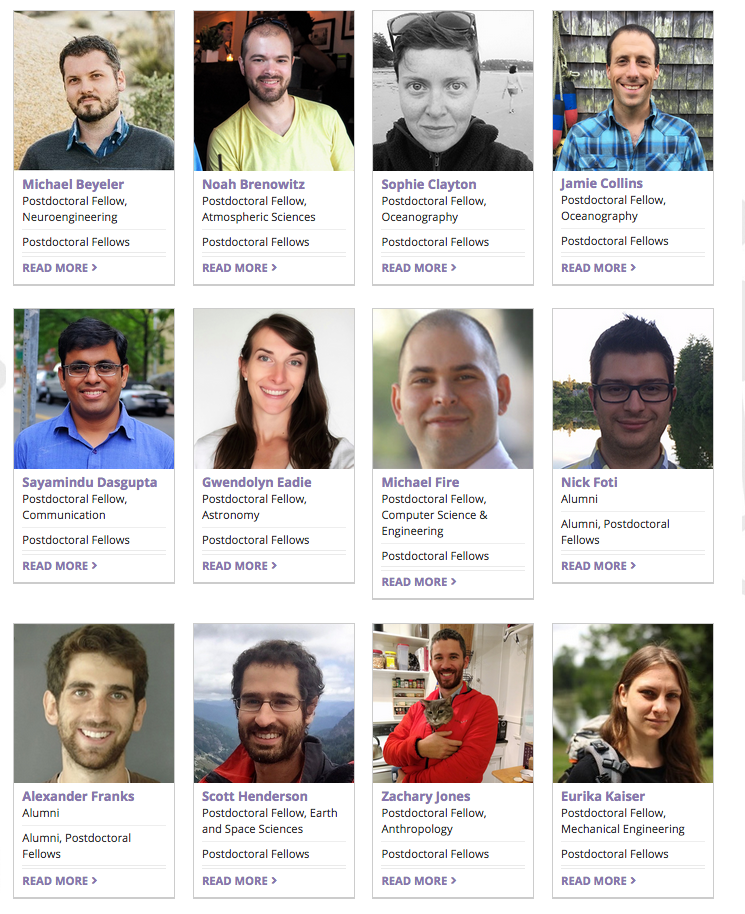 Michael Beyeler
Postdoctoral Fellow,
Neuroengineering
Postdoctoral Fellows
READ MORE >
Noah Brenowitz
Postdoctoral Fellow,
Atmospheric Sciences
Postdoctoral Fellows
READ MORE >
Sophie Clayton
Postdoctoral Fellow,
Oceanography
Postdoctoral Fellows
READ MORE >
Jamie Collins
Postdoctoral Fellow,
Oceanography
Postdoctoral Fellows
READ MORE >
Sayamindu Dasgupta
Postdoctoral Fellow,
Communication
Postdoctoral Fellows
READ MORE >
Gwendolyn Eadie
Postdoctoral Fellow,
Astronomy
Postdoctoral Fellows
READ MORE >
Michael Fire
Postdoctoral Fellow,
Computer Science &
Engineering
Postdoctoral Fellows
READ MORE >
Nick Foti
Alumni
Alumni, Postdoctoral
Fellows
READ MORE >
Alexander Franks
Alumni
Alumni, Postdoctoral
Fellows
READ MORE >
Scott Henderson
Postdoctoral Fellow, Earth
and Space Sciences
Postdoctoral Fellows
READ MORE >
Zachary Jones
Postdoctoral Fellow,
Anthropology
Postdoctoral Fellows
READ MORE >
Eurika Kaiser
Postdoctoral Fellow,
Mechanical Engineering
Postdoctoral Fellows
READ MORE >